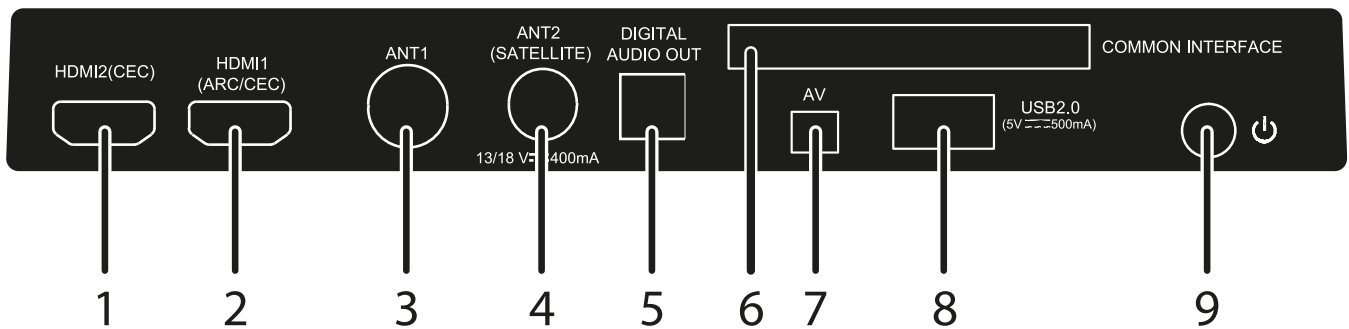 HDMI2(CEC)
HDMI1
(ARC/CEC)
ANT1
ANT2
(SATELLITE)
13/18 V 400mA
DIGITAL
AUDIO OUT
COMMON INTERFACE
AV
USB2.0
(5V 500mA)
1 2 3 4 5 6 7 8 9